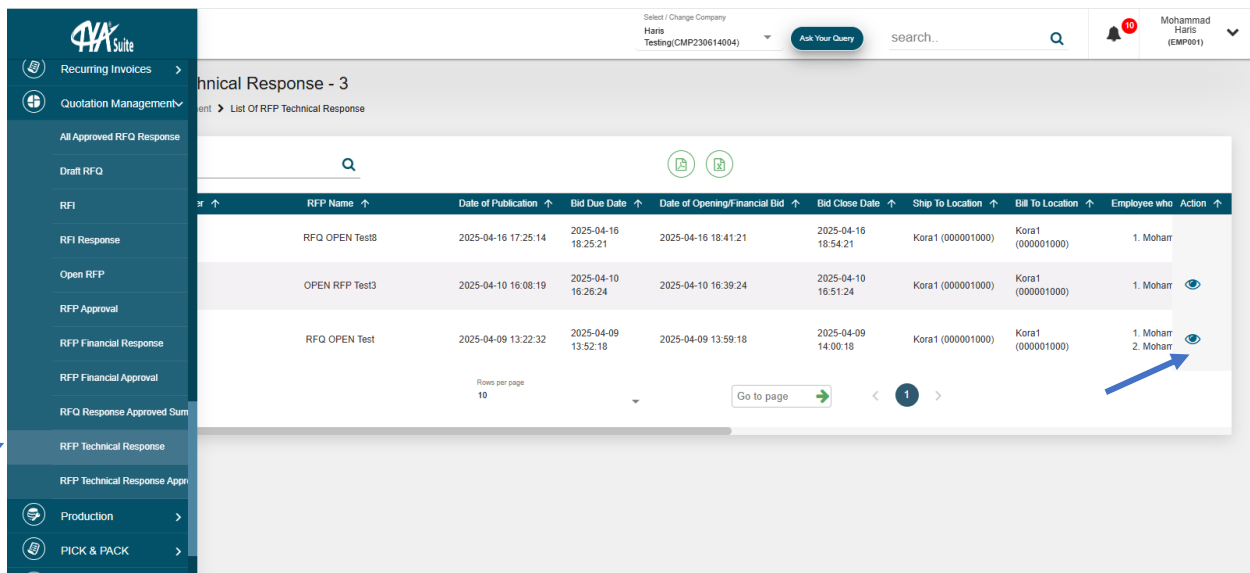 Suite
Select / Change Company
Haris
Testing(CMP230614004)
Ask Your Query
search..
10
Mohammad
Haris
(EMP001)
Recurring Invoices
Quotation Management
All Approved RFQ Response
Draft RFQ
RFI
RFI Response
Open RFP
RFP Approval
RFP Financial Response
RFP Financial Approval
RFQ Response Approved Sum
RFP Technical Response
RFP Technical Response Appr
Production
PICK & PACK
hnical Response - 3
ent > List Of RFP Technical Response
er ↑ RFP Name ↑ Date of Publication ↑ Bid Due Date ↑ Date of Opening/Financial Bid ↑ Bid Close Date ↑ Ship To Location ↑ Bill To Location ↑ Employee who Action ↑
RFQ OPEN Test8 2025-04-16 17:25:14 2025-04-16 18:25:21 2025-04-16 18:41:21 2025-04-16 18:54:21 Kora1 (000001000) Kora1 (000001000) 1. Moham
OPEN RFP Test3 2025-04-10 16:08:19 2025-04-10 16:26:24 2025-04-10 16:39:24 2025-04-10 16:51:24 Kora1 (000001000) Kora1 (000001000) 1. Moham
RFQ OPEN Test 2025-04-09 13:22:32 2025-04-09 13:52:18 2025-04-09 13:59:18 2025-04-09 14:00:18 Kora1 (000001000) Kora1 (000001000) 1. Moham 2. Moham
Rows per page
10
Go to page
< 1 >